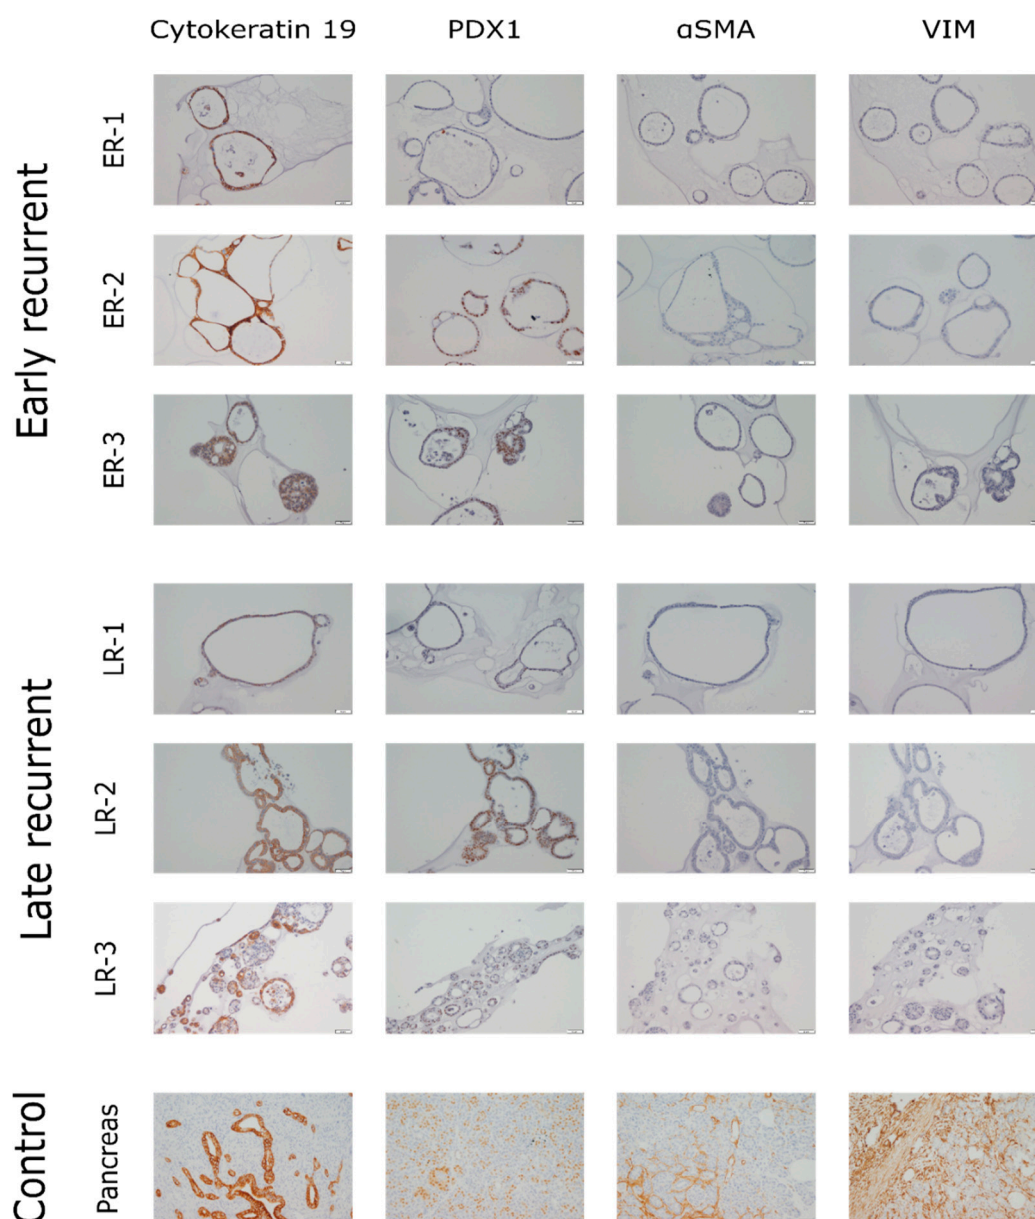 Cytokeratin 19 PDX1 αSMA VIM
Early recurrent
ER-1
ER-2
ER-3
Late recurrent
LR-1
LR-2
LR-3
Control
Pancreas